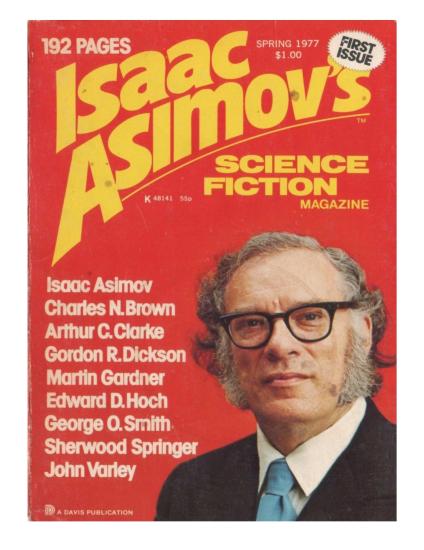 192 PAGES
SPRING 1977
$1.00
FIRST
ISSUE
Isaac
Asimov's
TM
SCIENCE
FICTION
MAGAZINE
K 48141 55p
Isaac Asimov
Charles N. Brown
Arthur C. Clarke
Gordon R. Dickson
Martin Gardner
Edward D. Hoch
George O. Smith
Sherwood Springer
John Varley
A DAVIS PUBLICATION